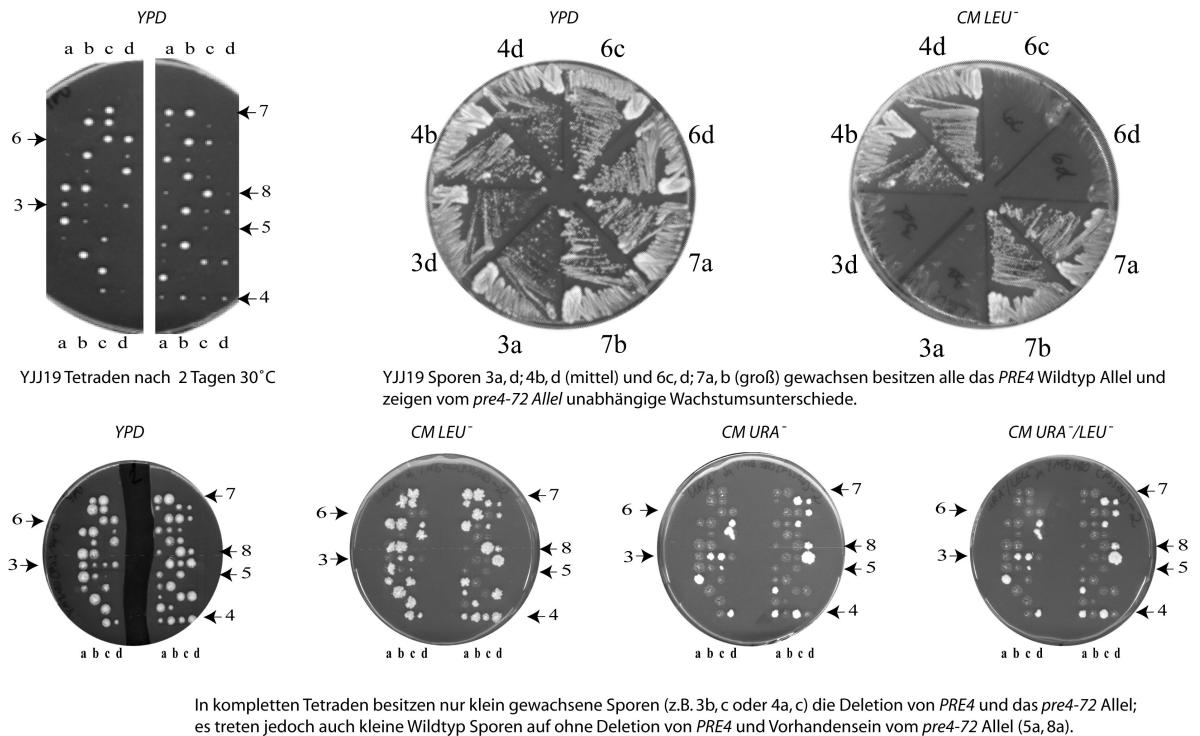 YPD
YPD
CM LEU⁻
a b c d
a b c d
4d
6c
4d
6c
7
6
4b
6d
4b
6d
8
3
5
3d
7a
3d
7a
4
a b c d
a b c d
3a
7b
3a
7b
YJJ19 Tetraden nach 2 Tagen 30˚C
YJJ19 Sporen 3a, d; 4b, d (mittel) und 6c, d; 7a, b (groß) gewachsen besitzen alle das PRE4 Wildtyp Allel und
zeigen vom pre4-72 Allel unabhängige Wachstumsunterschiede.
YPD
CM LEU⁻
CM URA⁻
CM URA⁻/LEU⁻
7
6
8
3
5
4
a b c d
a b c d
7
6
8
3
5
4
a b c d
a b c d
7
6
8
3
5
4
a b c d
a b c d
7
6
8
3
5
4
a b c d
a b c d
In kompletten Tetraden besitzen nur klein gewachsene Sporen (z.B. 3b, c oder 4a, c) die Deletion von PRE4 und das pre4-72 Allel;
es treten jedoch auch kleine Wildtyp Sporen auf ohne Deletion von PRE4 und Vorhandensein vom pre4-72 Allel (5a, 8a).